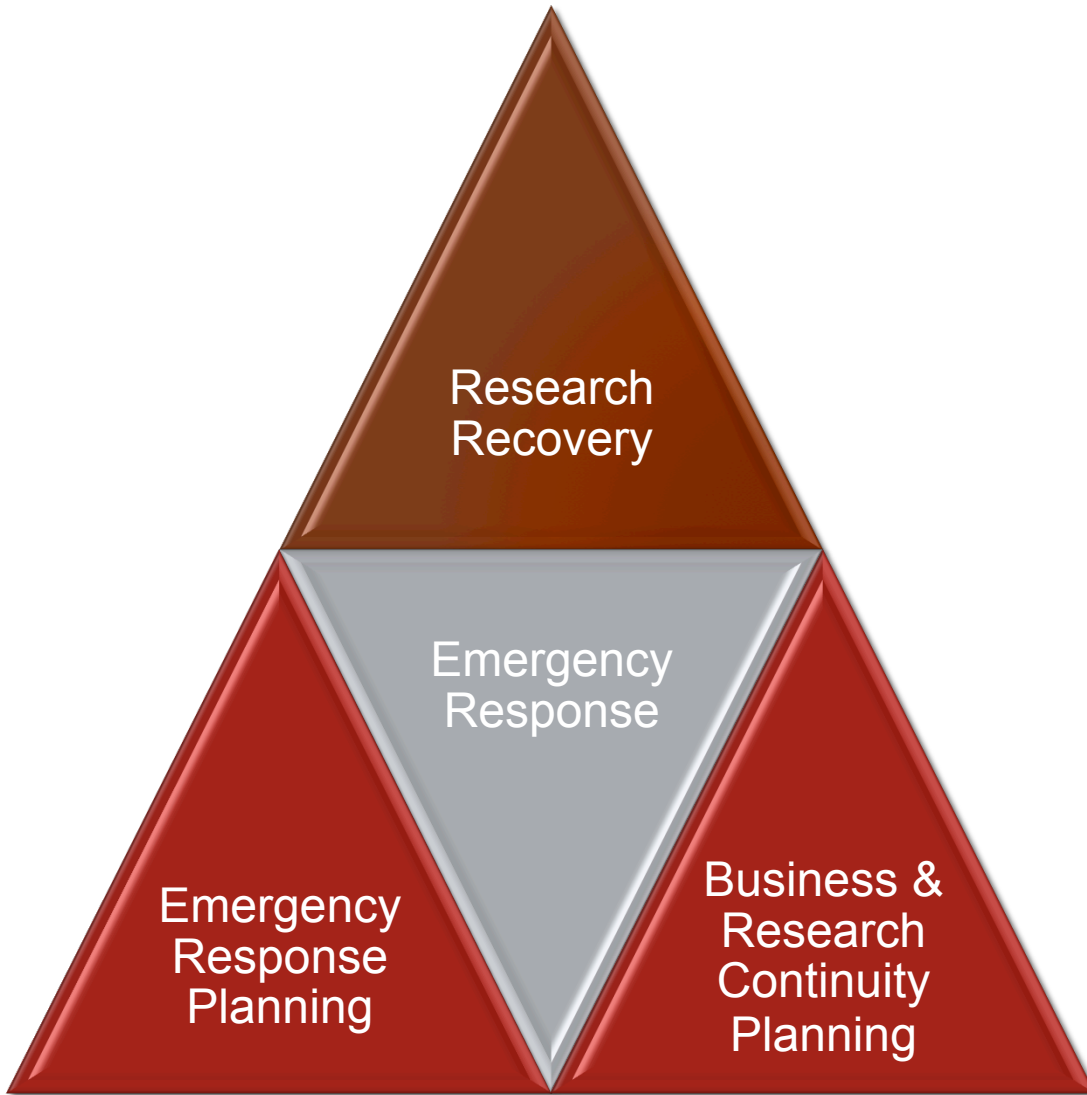 Research
Recovery
Emergency
Response
Emergency
Response
Planning
Business &
Research
Continuity
Planning